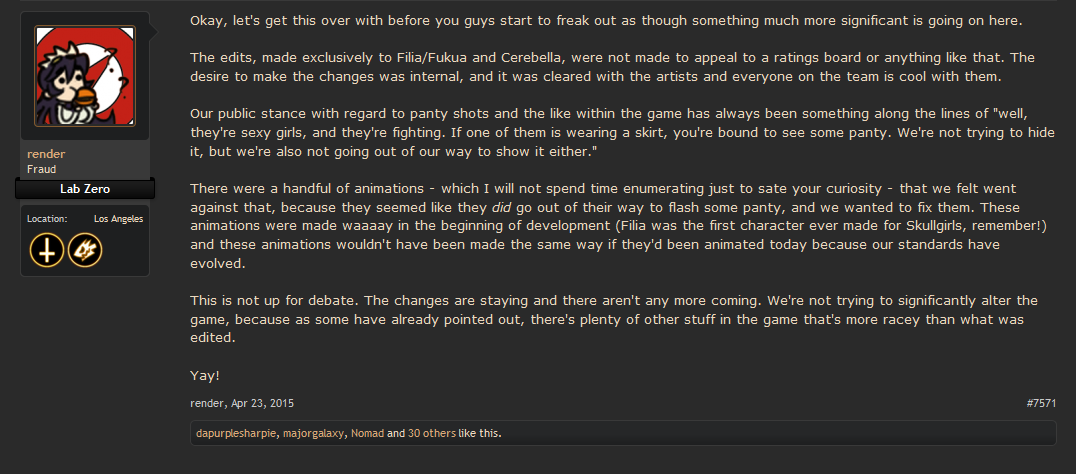 Okay, let's get this over with before you guys start to freak out as though something much more significant is going on here.
The edits, made exclusively to Filia/Fukua and Cerebella, were not made to appeal to a ratings board or anything like that. The
desire to make the changes was internal, and it was cleared with the artists and everyone on the team is cool with them.
Our public stance with regard to panty shots and the like within the game has always been something along the lines of "well,
they're sexy girls, and they're fighting. If one of them is wearing a skirt, you're bound to see some panty. We're not trying to hide
it, but we're also not going out of our way to show it either."
There were a handful of animations - which I will not spend time enumerating just to sate your curiosity - that we felt went
against that, because they seemed like they did go out of their way to flash some panty, and we wanted to fix them. These
animations were made waaaay in the beginning of development (Filia was the first character ever made for Skullgirls, remember!)
and these animations wouldn't have been made the same way if they'd been animated today because our standards have
evolved.
This is not up for debate. The changes are staying and there aren't any more coming. We're not trying to significantly alter the
game, because as some have already pointed out, there's plenty of other stuff in the game that's more racey than what was
edited.
Yay!
render
Fraud
Lab Zero
Location: Los Angeles
render, Apr 23, 2015 #7571
dapurplesharpie, majorgalaxy, Nomad and 30 others like this.